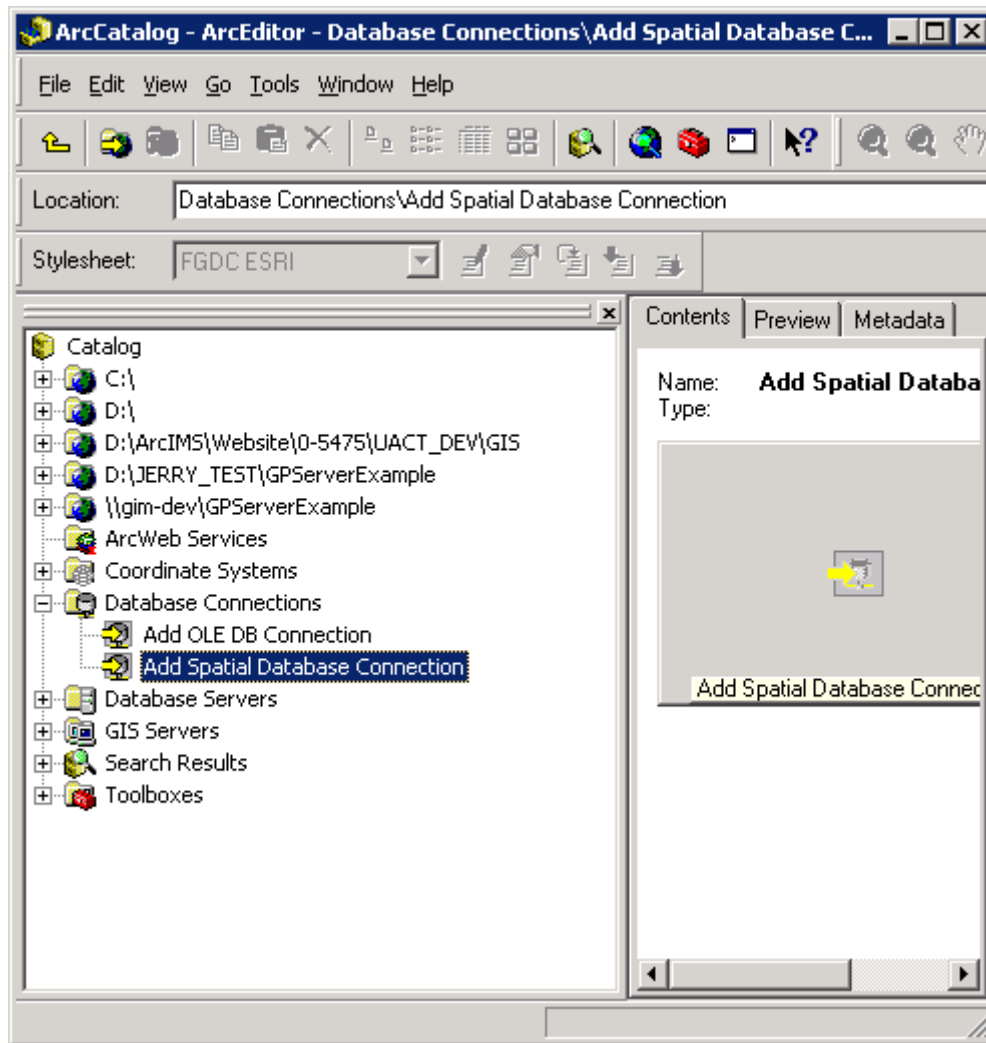 ArcCatalog - ArcEditor - Database Connections\Add Spatial Database C...
File Edit View Go Tools Window Help
Location: Database Connections\Add Spatial Database Connection
Stylesheet: FGDC ESRI
Contents Preview Metadata
Catalog
C:\
D:\
D:\ArcIMS\Website\0-5475\UACT_DEV\GIS
D:\JERRY_TEST\GPServerExample
\\gim-dev\GPServerExample
ArcWeb Services
Coordinate Systems
Database Connections
Add OLE DB Connection
Add Spatial Database Connection
Database Servers
GIS Servers
Search Results
Toolboxes
Name: Add Spatial Databa
Type:
Add Spatial Database Connec